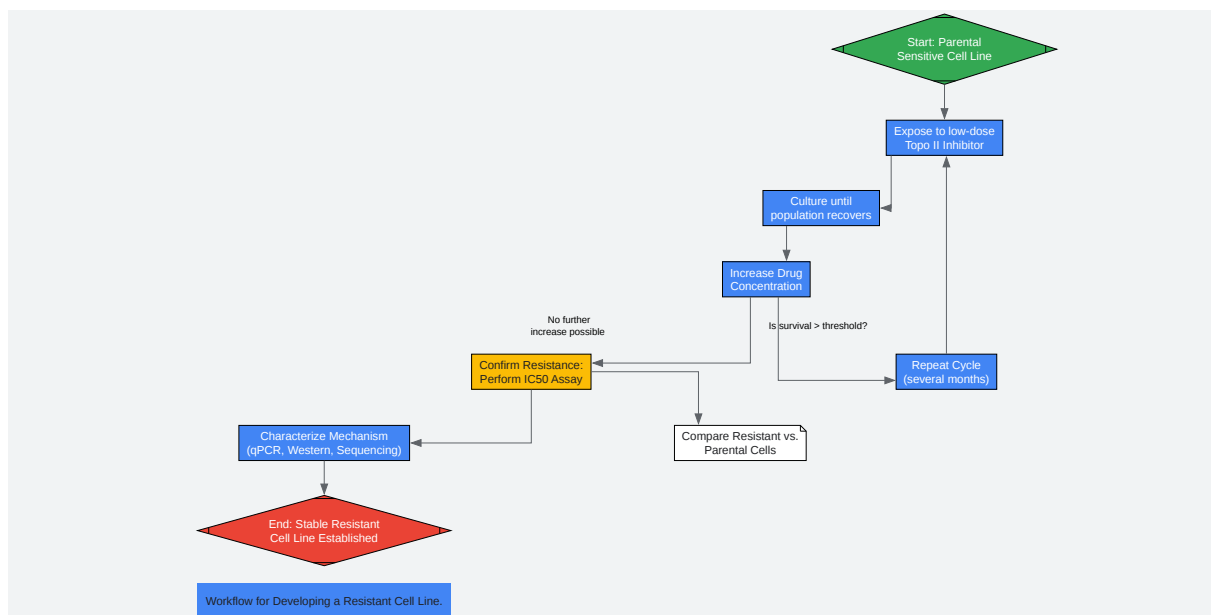 Start: Parental
Sensitive Cell Line
Expose to low-dose
Topo II Inhibitor
Culture until
population recovers
Increase Drug
Concentration
No further
increase possible
Is survival > threshold?
Confirm Resistance:
Perform IC50 Assay
Repeat Cycle
(several months)
Characterize Mechanism
(qPCR, Western, Sequencing)
Compare Resistant vs.
Parental Cells
End: Stable Resistant
Cell Line Established
Workflow for Developing a Resistant Cell Line.